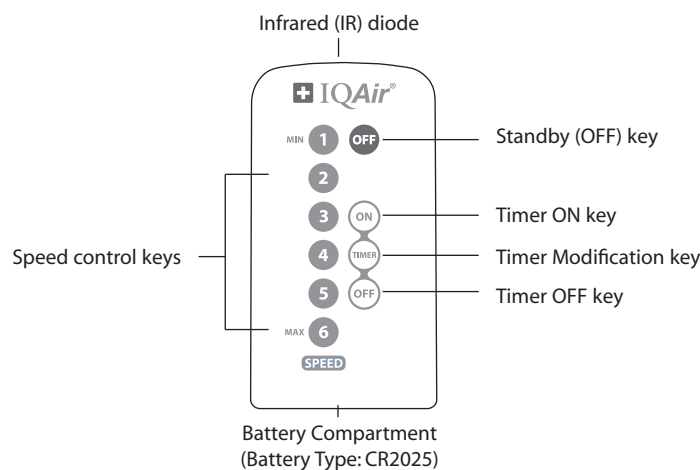 Infrared (IR) diode
IQAir®
MIN 1 OFF
Standby (OFF) key
2
3 ON
Timer ON key
Speed control keys
4 TIMER
Timer Modification key
5 OFF
Timer OFF key
MAX 6
SPEED
Battery Compartment
(Battery Type: CR2025)